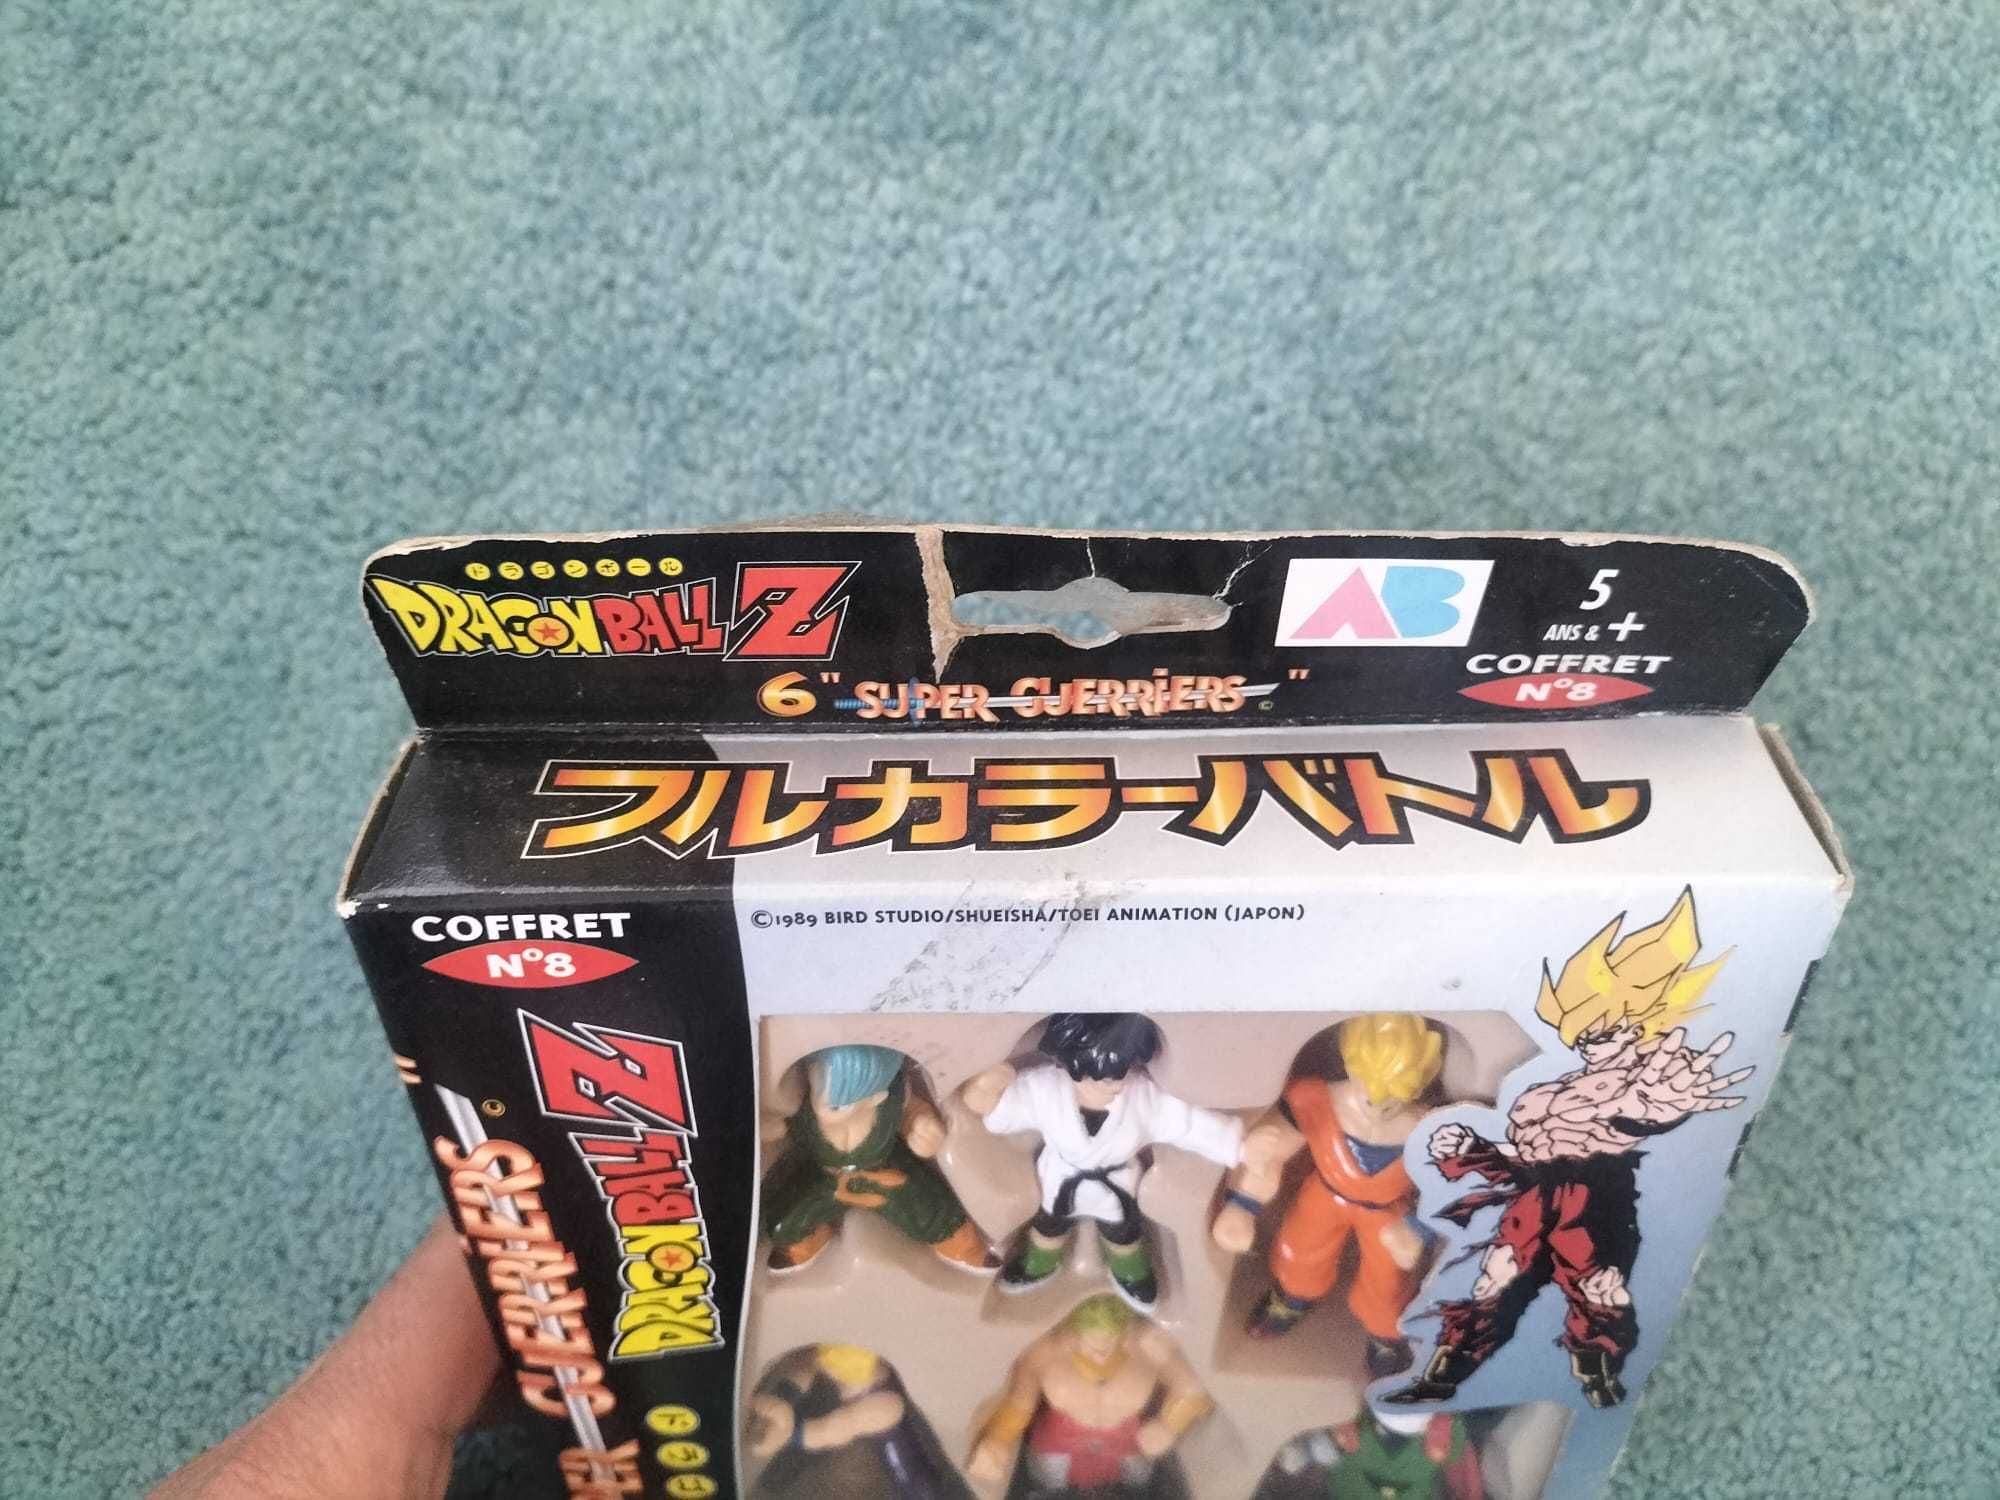 ドラゴンボール
DRAGON BALL Z
AB
5
ANS & +
COFFRET
N°8
6 "SUPER GUERRIERS" ©
フルカラーバトル
COFFRET
N°8
©1989 BIRD STUDIO/SHUEISHA/TOEI ANIMATION (JAPON)
DRAGON BALL Z
GUERRIERS" ©